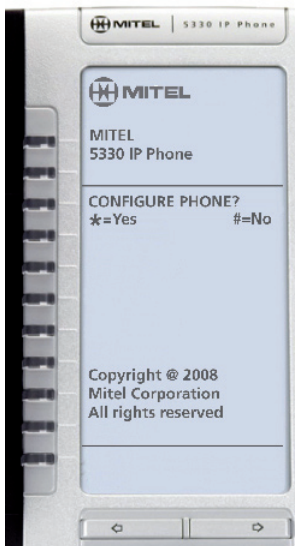 MITEL | 5330 IP Phone
MITEL
MITEL
5330 IP Phone
CONFIGURE PHONE?
*=Yes #=No
Copyright @ 2008
Mitel Corporation
All rights reserved